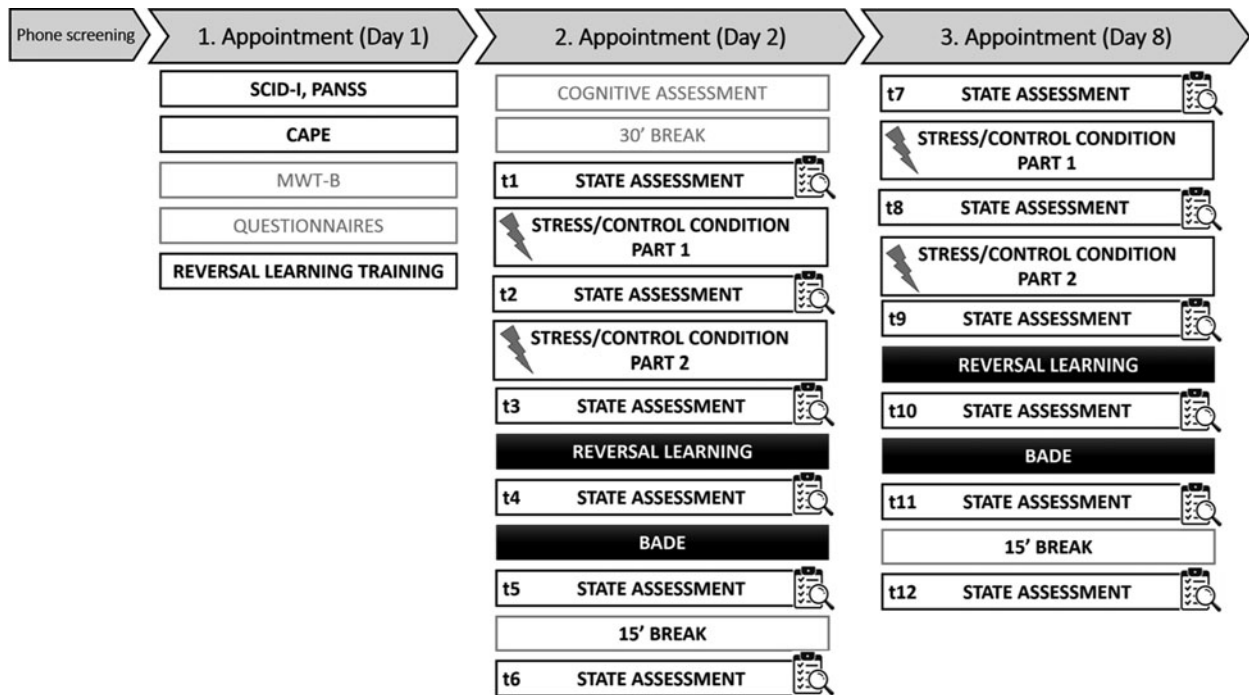 Phone screening
1. Appointment (Day 1)
2. Appointment (Day 2)
3. Appointment (Day 8)
SCID-I, PANSS
CAPE
MWT-B
QUESTIONNAIRES
REVERSAL LEARNING TRAINING
COGNITIVE ASSESSMENT
30’ BREAK
t1 STATE ASSESSMENT
STRESS/CONTROL CONDITION
PART 1
t2 STATE ASSESSMENT
STRESS/CONTROL CONDITION
PART 2
t3 STATE ASSESSMENT
REVERSAL LEARNING
t4 STATE ASSESSMENT
BADE
t5 STATE ASSESSMENT
15’ BREAK
t6 STATE ASSESSMENT
t7 STATE ASSESSMENT
STRESS/CONTROL CONDITION
PART 1
t8 STATE ASSESSMENT
STRESS/CONTROL CONDITION
PART 2
t9 STATE ASSESSMENT
REVERSAL LEARNING
t10 STATE ASSESSMENT
BADE
t11 STATE ASSESSMENT
15’ BREAK
t12 STATE ASSESSMENT